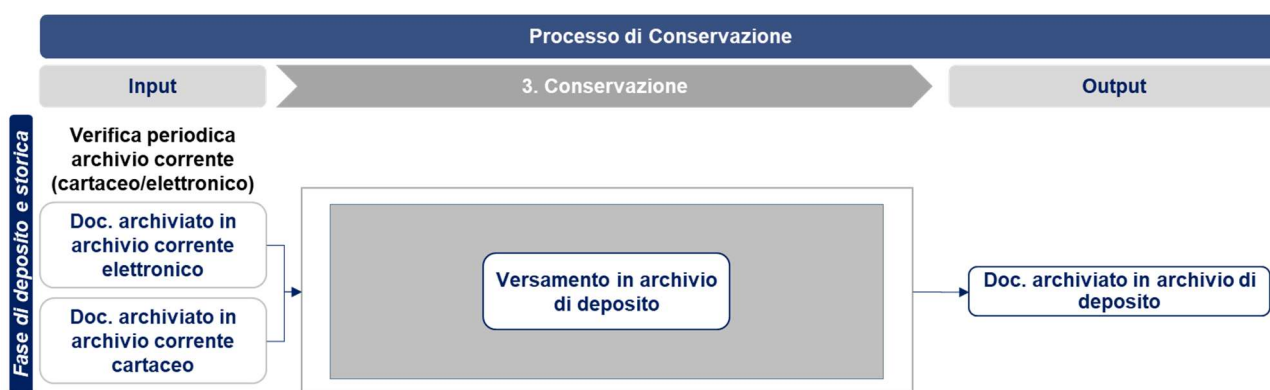 Processo di Conservazione
Input
3. Conservazione
Output
Fase di deposito e storica
Verifica periodica
archivio corrente
(cartaceo/elettronico)
Doc. archiviato in
archivio corrente
elettronico
Doc. archiviato in
archivio corrente
cartaceo
Versamento in archivio
di deposito
Doc. archiviato in archivio di
deposito